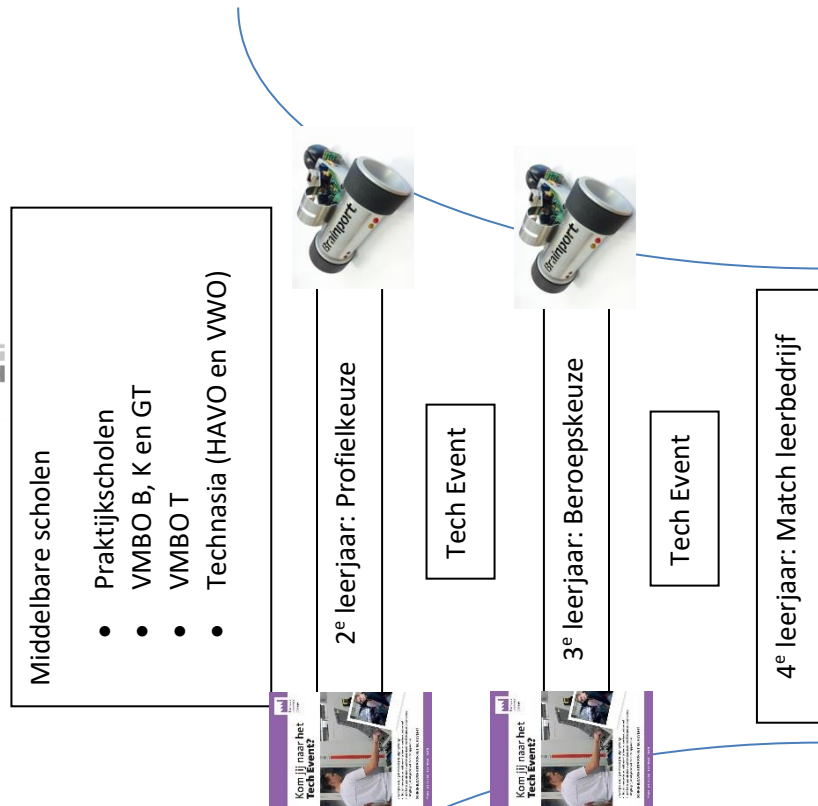 Middelbare scholen
• Praktijkscholen
• VMBO B, K en GT
• VMBO T
• Technasia (HAVO en VWO)
Kom jij naar het
Tech Event?
2e leerjaar: Profielkeuze
Brainport
Tech Event
Kom jij naar het
Tech Event?
3e leerjaar: Beroepskeuze
Brainport
Tech Event
4e leerjaar: Match leerbedrijf